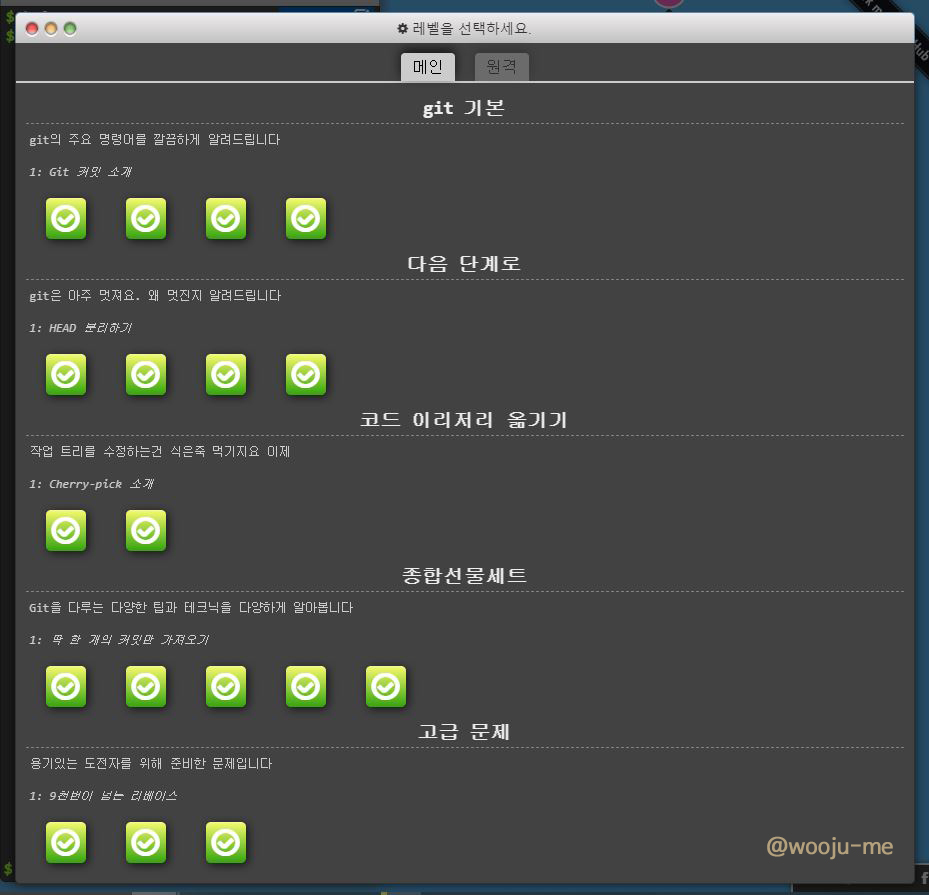 레벨을 선택하세요.
메인 원격
git 기본
git의 주요 명령어를 깔끔하게 알려드립니다
1: Git 커밋 소개
다음 단계로
git은 아주 멋져요. 왜 멋진지 알려드립니다
1: HEAD 분리하기
코드 이리저리 옮기기
작업 트리를 수정하는건 식은죽 먹기지요 이제
1: Cherry-pick 소개
종합선물세트
Git을 다루는 다양한 팁과 테크닉을 다양하게 알아봅니다
1: 딱 한 개의 커밋만 가져오기
고급 문제
용기있는 도전자를 위해 준비한 문제입니다
1: 9천번이 넘는 리베이스
@wooju-me
$
$
$